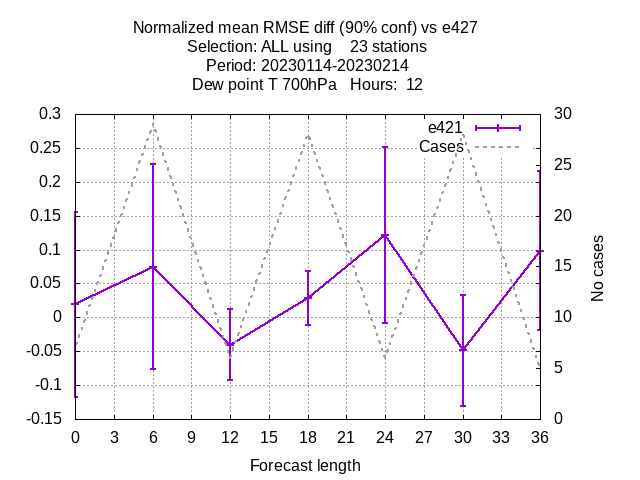 Normalized mean RMSE diff (90% conf) vs e427
Selection: ALL using    23 stations
Period: 20230114-20230214
Dew point T 700hPa   Hours:  12
0.3
0.25
0.2
0.15
0.1
0.05
0
-0.05
-0.1
-0.15
30
25
20
15
10
5
0
e421
Cases
No cases
0 3 6 9 12 15 18 21 24 27 30 33 36
Forecast length